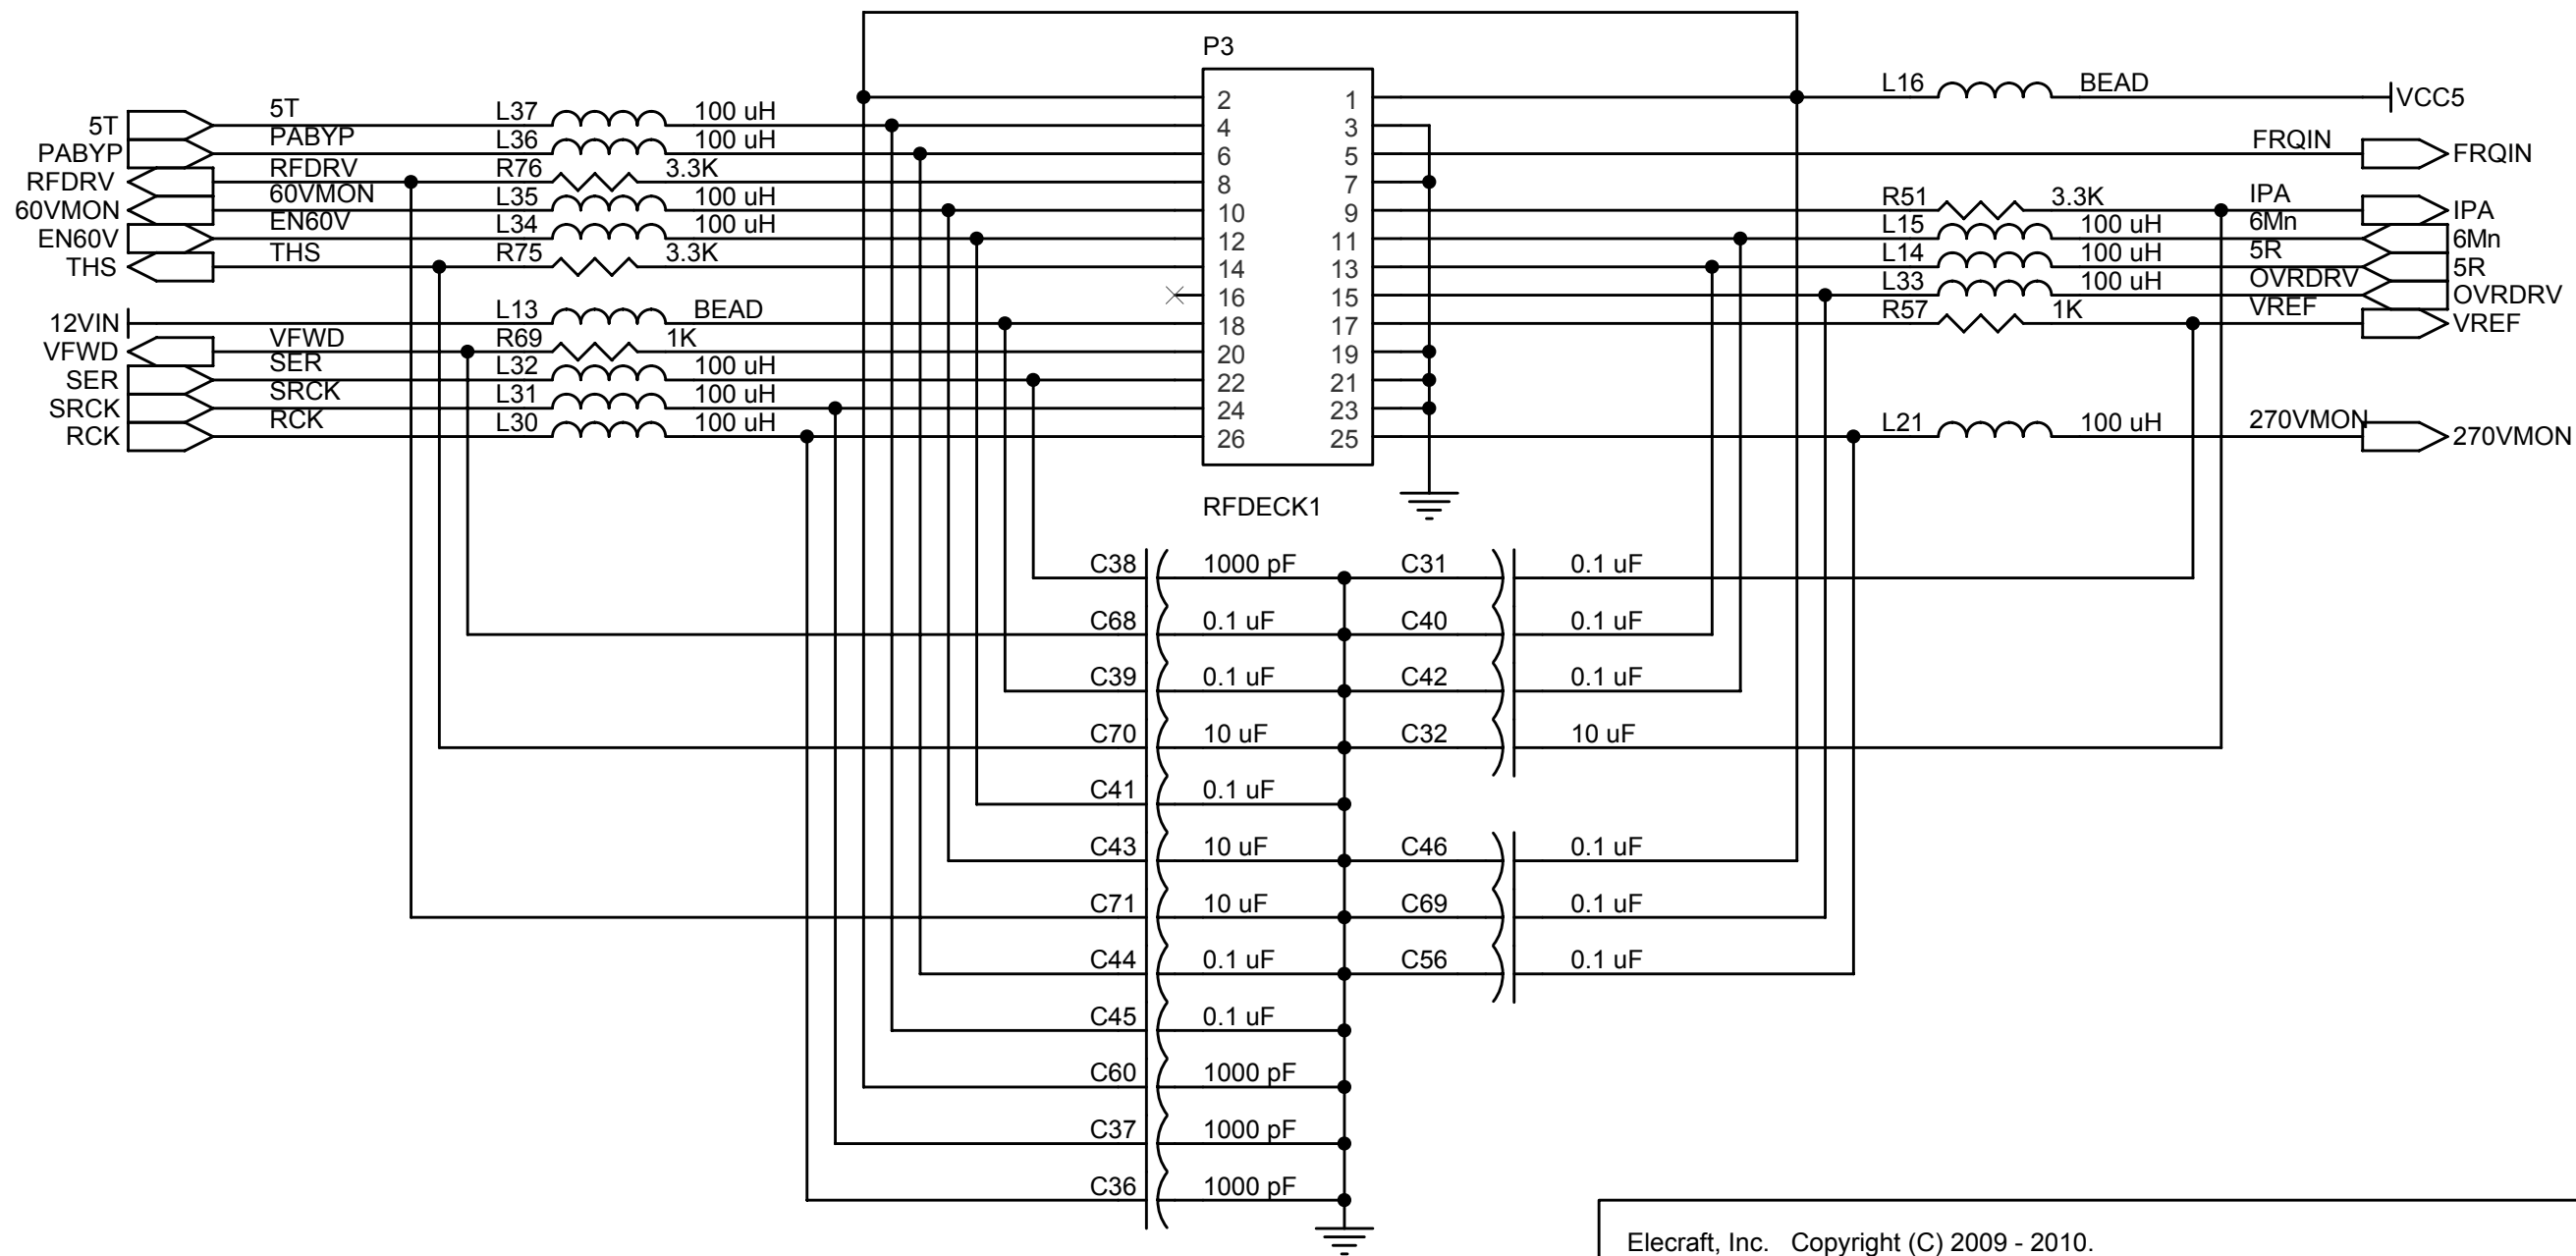 P3
2 1 L16 BEAD VCC5
5T 5T L37 100 uH 4 3
PABYP PABYP L36 100 uH 6 5 FRQIN FRQIN
RFDRV RFDRV R76 3.3K 8 7
60VMON 60VMON L35 100 uH 10 9 R51 3.3K IPA IPA
EN60V EN60V L34 100 uH 12 11 L15 100 uH 6Mn 6Mn
THS THS R75 3.3K 14 13 L14 100 uH 5R 5R
16 15 L33 100 uH OVRDRV OVRDRV
12VIN L13 BEAD 18 17 R57 1K VREF VREF
VFWD VFWD R69 1K 20 19
SER SER L32 100 uH 22 21
SRCK SRCK L31 100 uH 24 23
RCK RCK L30 100 uH 26 25 L21 100 uH 270VMON 270VMON
RFDECK1
C38 1000 pF C31 0.1 uF
C68 0.1 uF C40 0.1 uF
C39 0.1 uF C42 0.1 uF
C70 10 uF C32 10 uF
C41 0.1 uF
C43 10 uF C46 0.1 uF
C71 10 uF C69 0.1 uF
C44 0.1 uF C56 0.1 uF
C45 0.1 uF
C60 1000 pF
C37 1000 pF
C36 1000 pF
Elecraft, Inc. Copyright (C) 2009 - 2010.